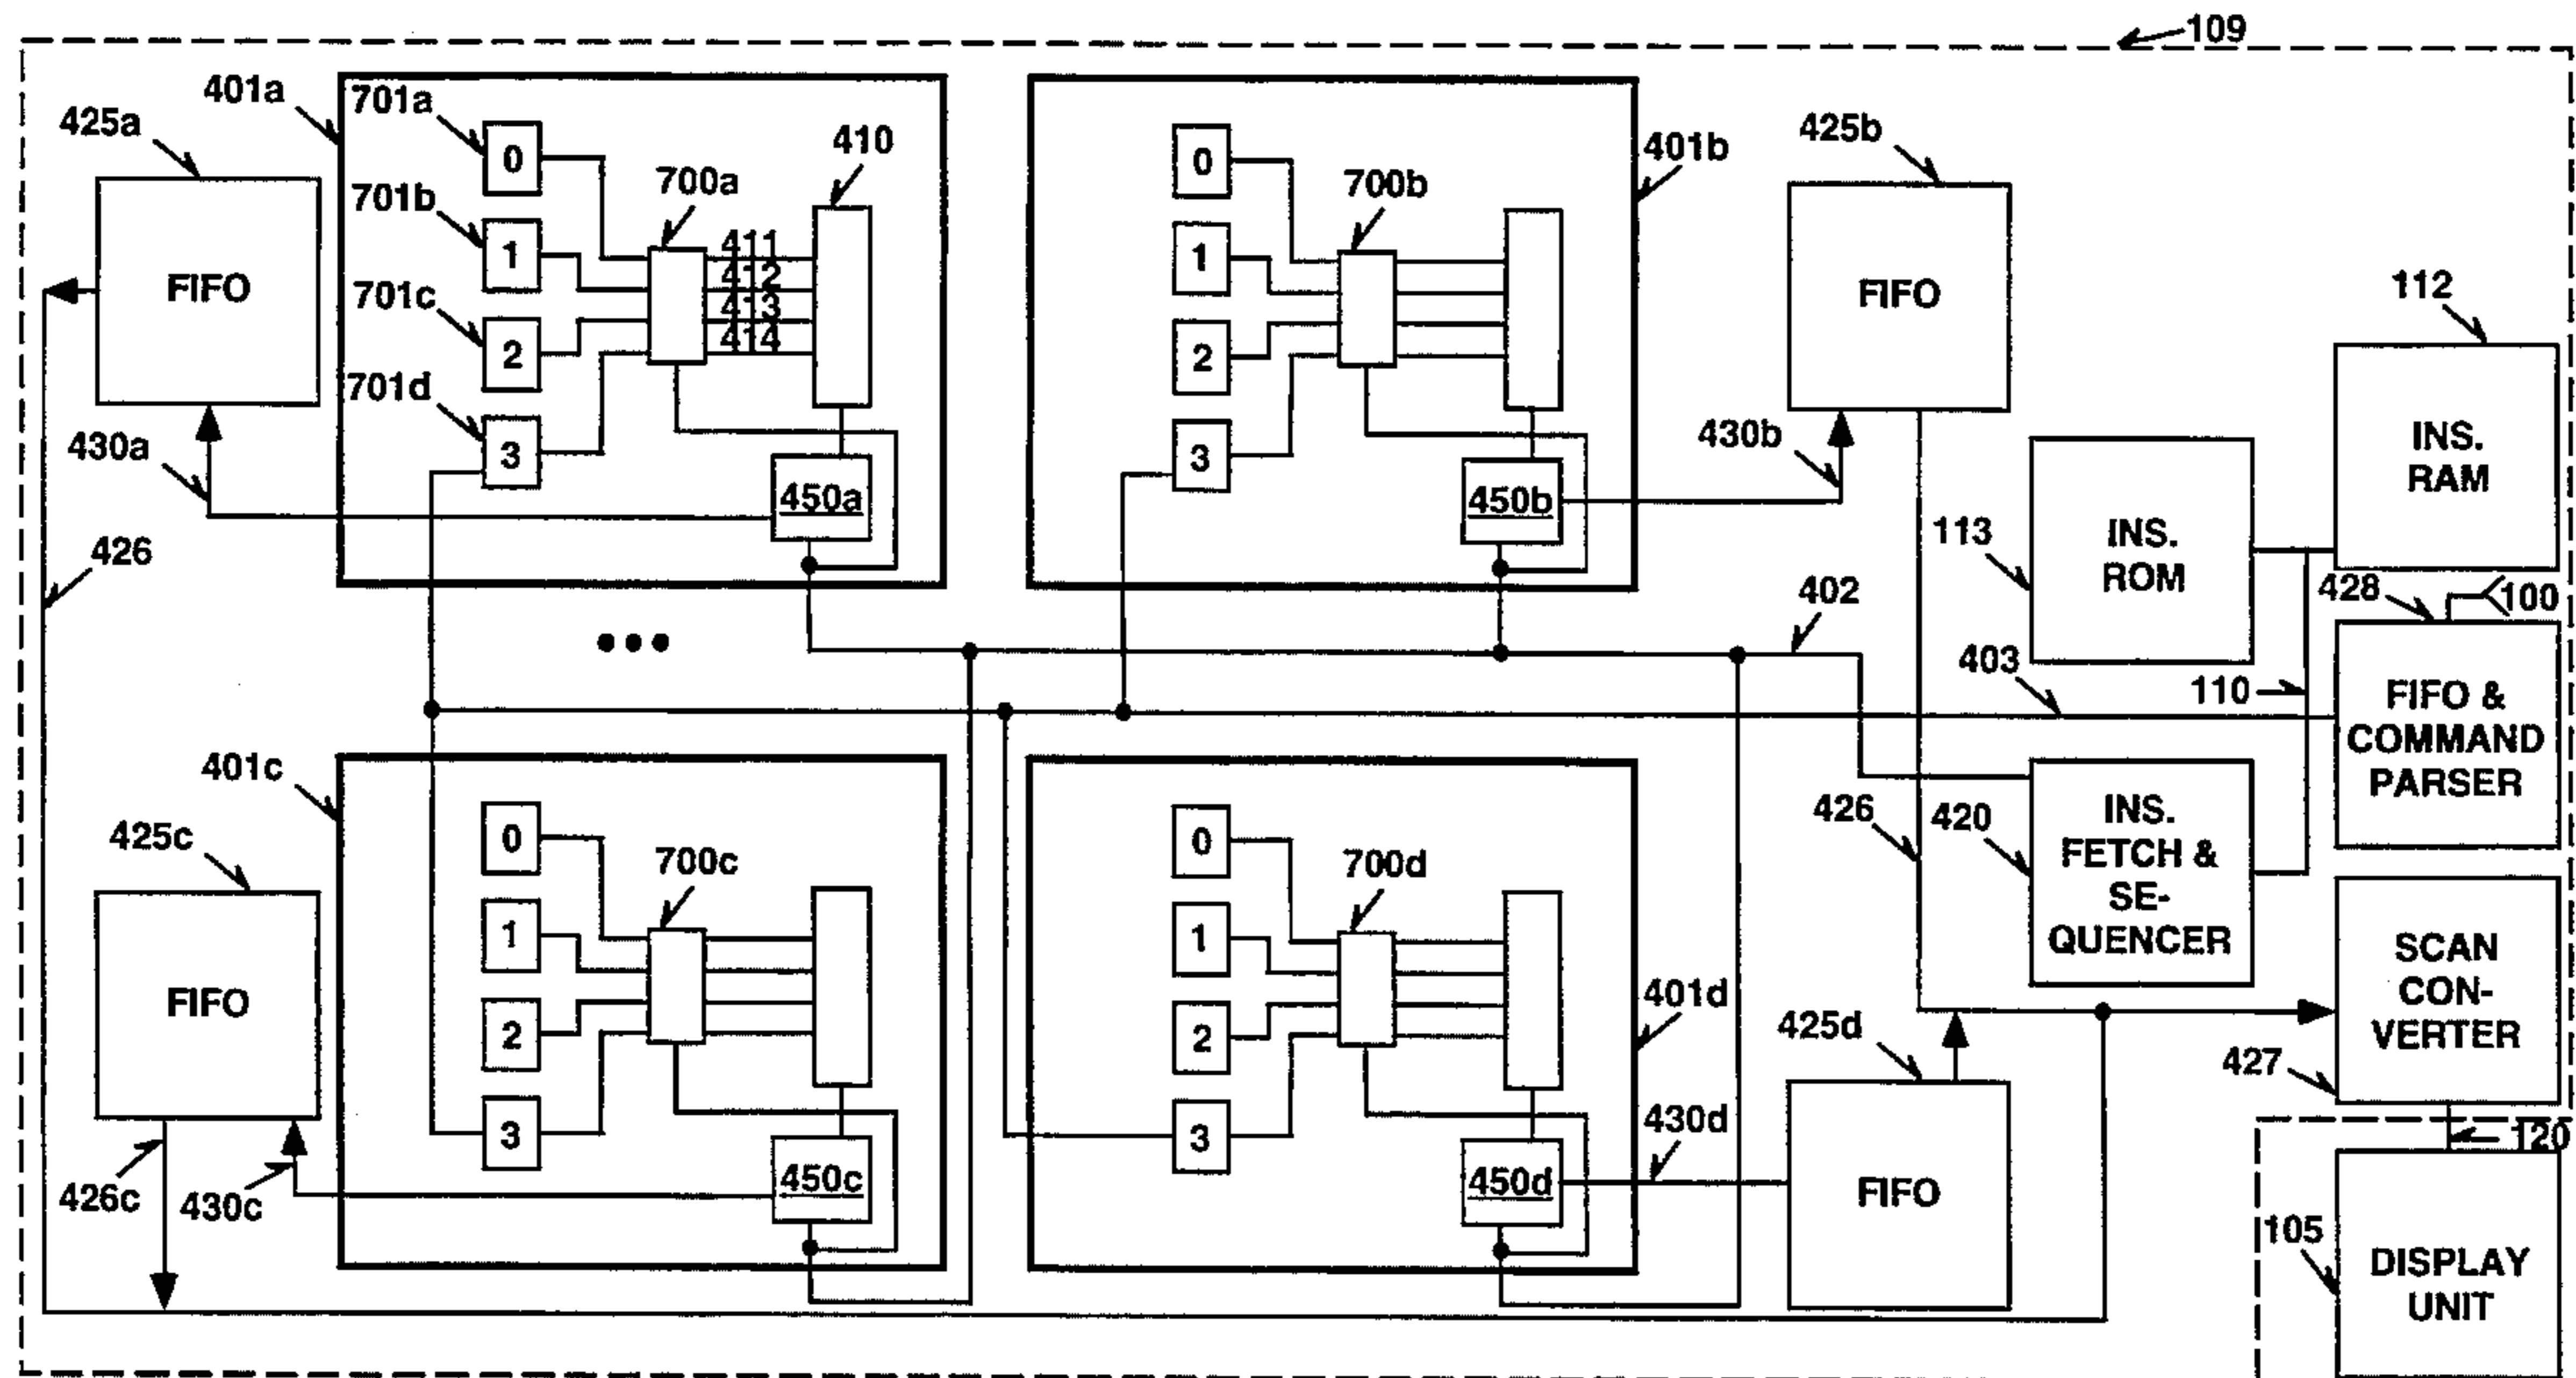 109
401a
701a
425a
0
410
700a
701b
411
1
412
FIFO
701c
413
2
414
701d
430a
3
450a
426
0
700b
401b
425b
1
FIFO
2
430b
3
450b
112
INS.
RAM
113
INS.
ROM
428
100
402
403
110
FIFO &
COMMAND
PARSER
•••
401c
425c
0
700c
1
FIFO
2
3
426c
430c
450c
0
700d
1
2
401d
3
430d
450d
425d
FIFO
426
420
INS.
FETCH &
SE-
QUENCER
SCAN
CON-
VERTER
427
120
105
DISPLAY
UNIT